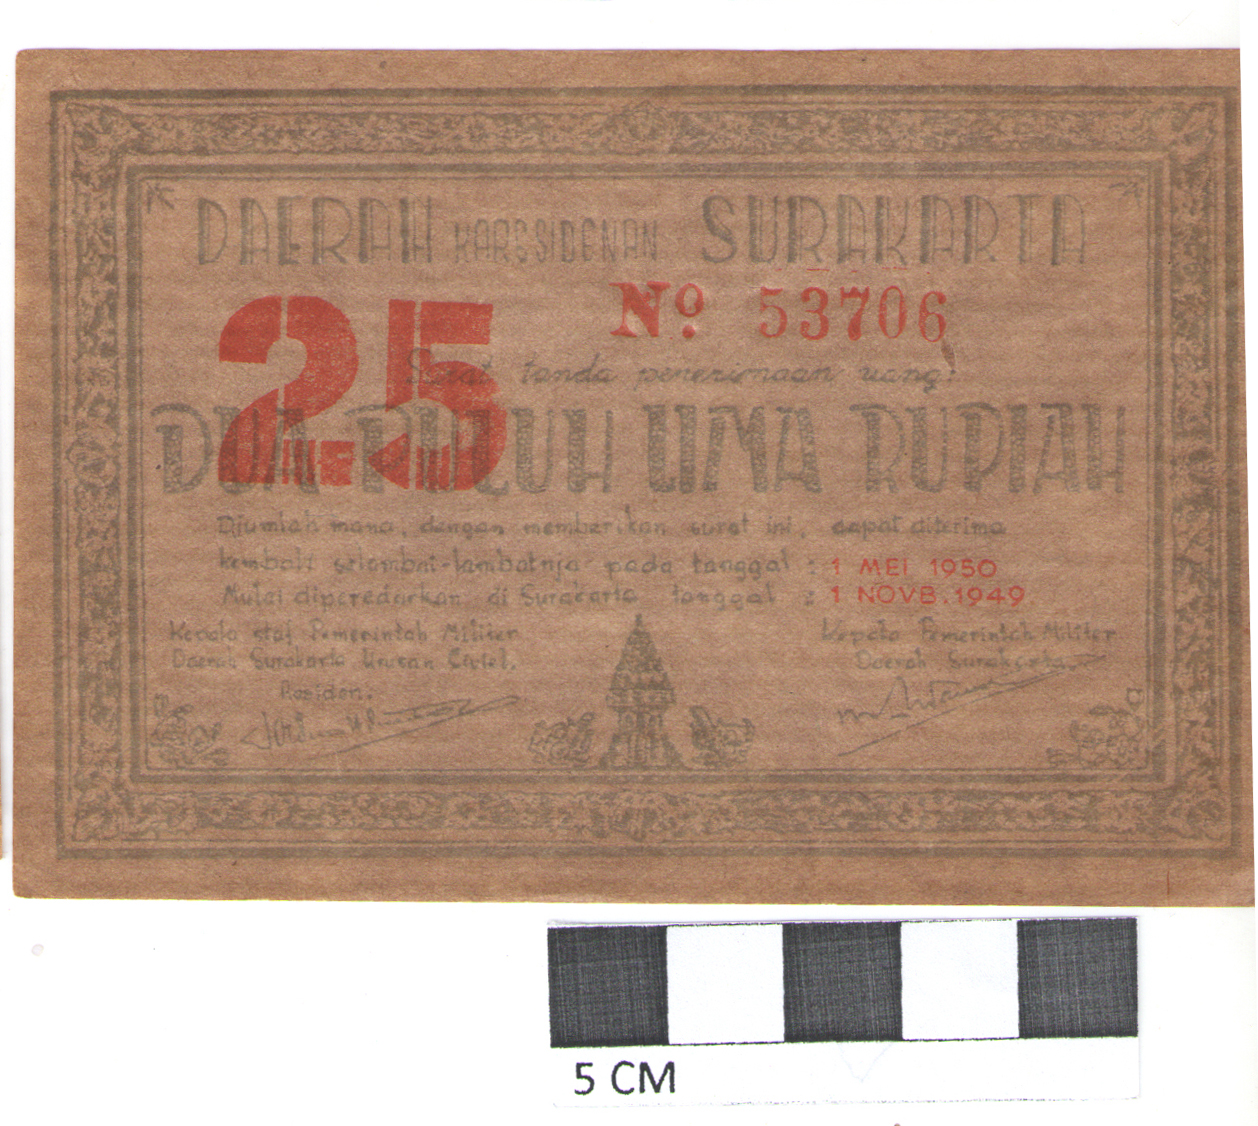 DAERAH KARESIDENAN SURAKARTA
25
No 53706
Surat tanda penerimaan uang:
DUA PULUH LIMA RUPIAH
Djumlah mana, dengan memberikan surat ini, dapat diterima
kembali selambat-lambatnja pada tanggal : 1 MEI 1950
Mulai diperedarkan di Surakarta tanggal : 1 NOVB. 1949
Kepala staf Pemerintah Militer
Daerah Surakarta Urusan Civiel.
Residen.
Kepala Pemerintah Militer
Daerah Surakarta.
5 CM